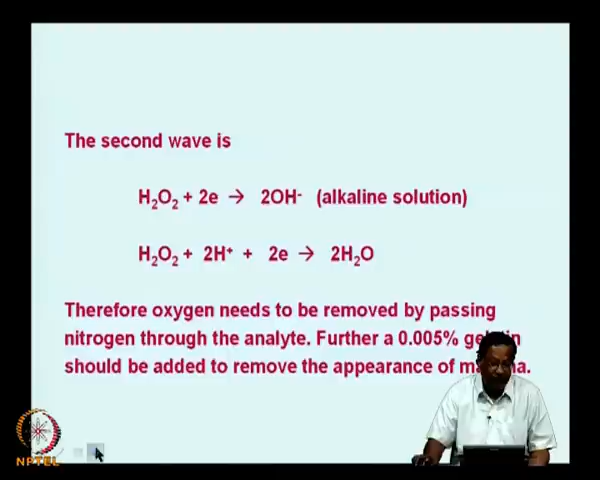 The second wave is
H₂O₂ + 2e → 2OH⁻ (alkaline solution)
H₂O₂ + 2H⁺ + 2e → 2H₂O
Therefore oxygen needs to be removed by passing
nitrogen through the analyte. Further a 0.005%
should be added to remove the appearance of
NPTEL